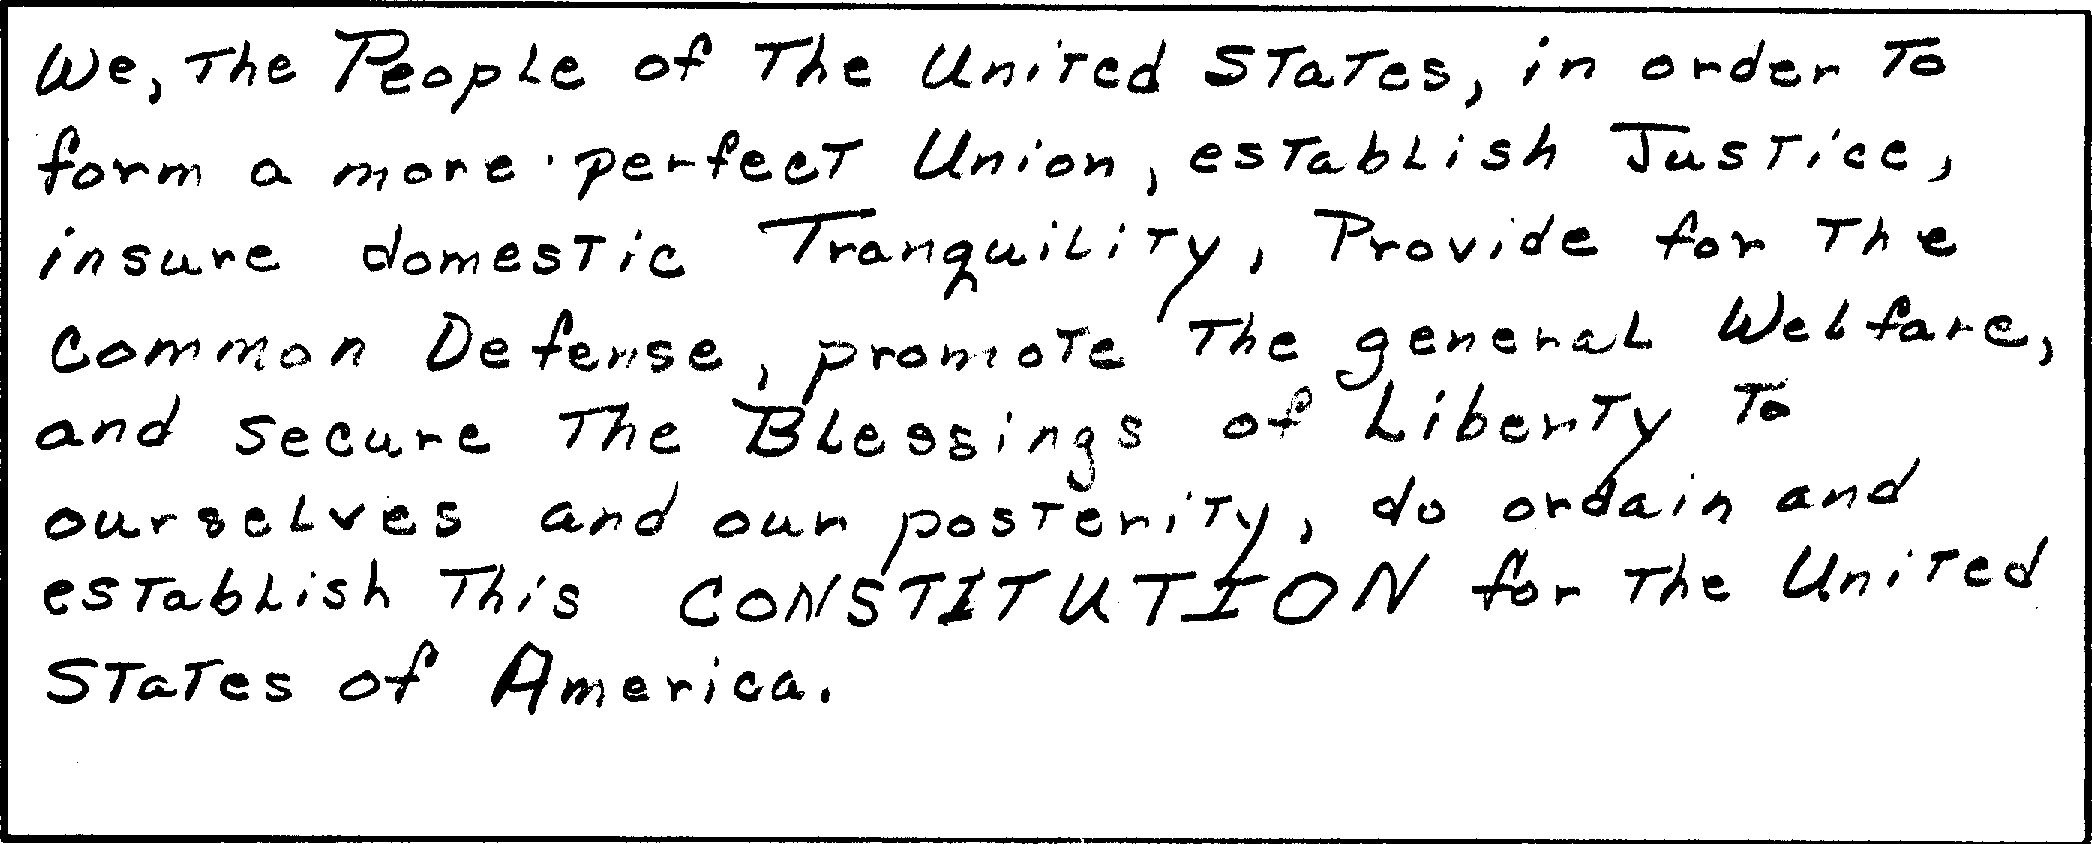 We, the People of the United States, in order to
form a more perfect Union, establish Justice,
insure domestic Tranquility, Provide for the
Common Defense, promote the general Welfare,
and secure the Blessings of Liberty to
ourselves and our posterity, do ordain and
establish this CONSTITUTION for the United
States of America.